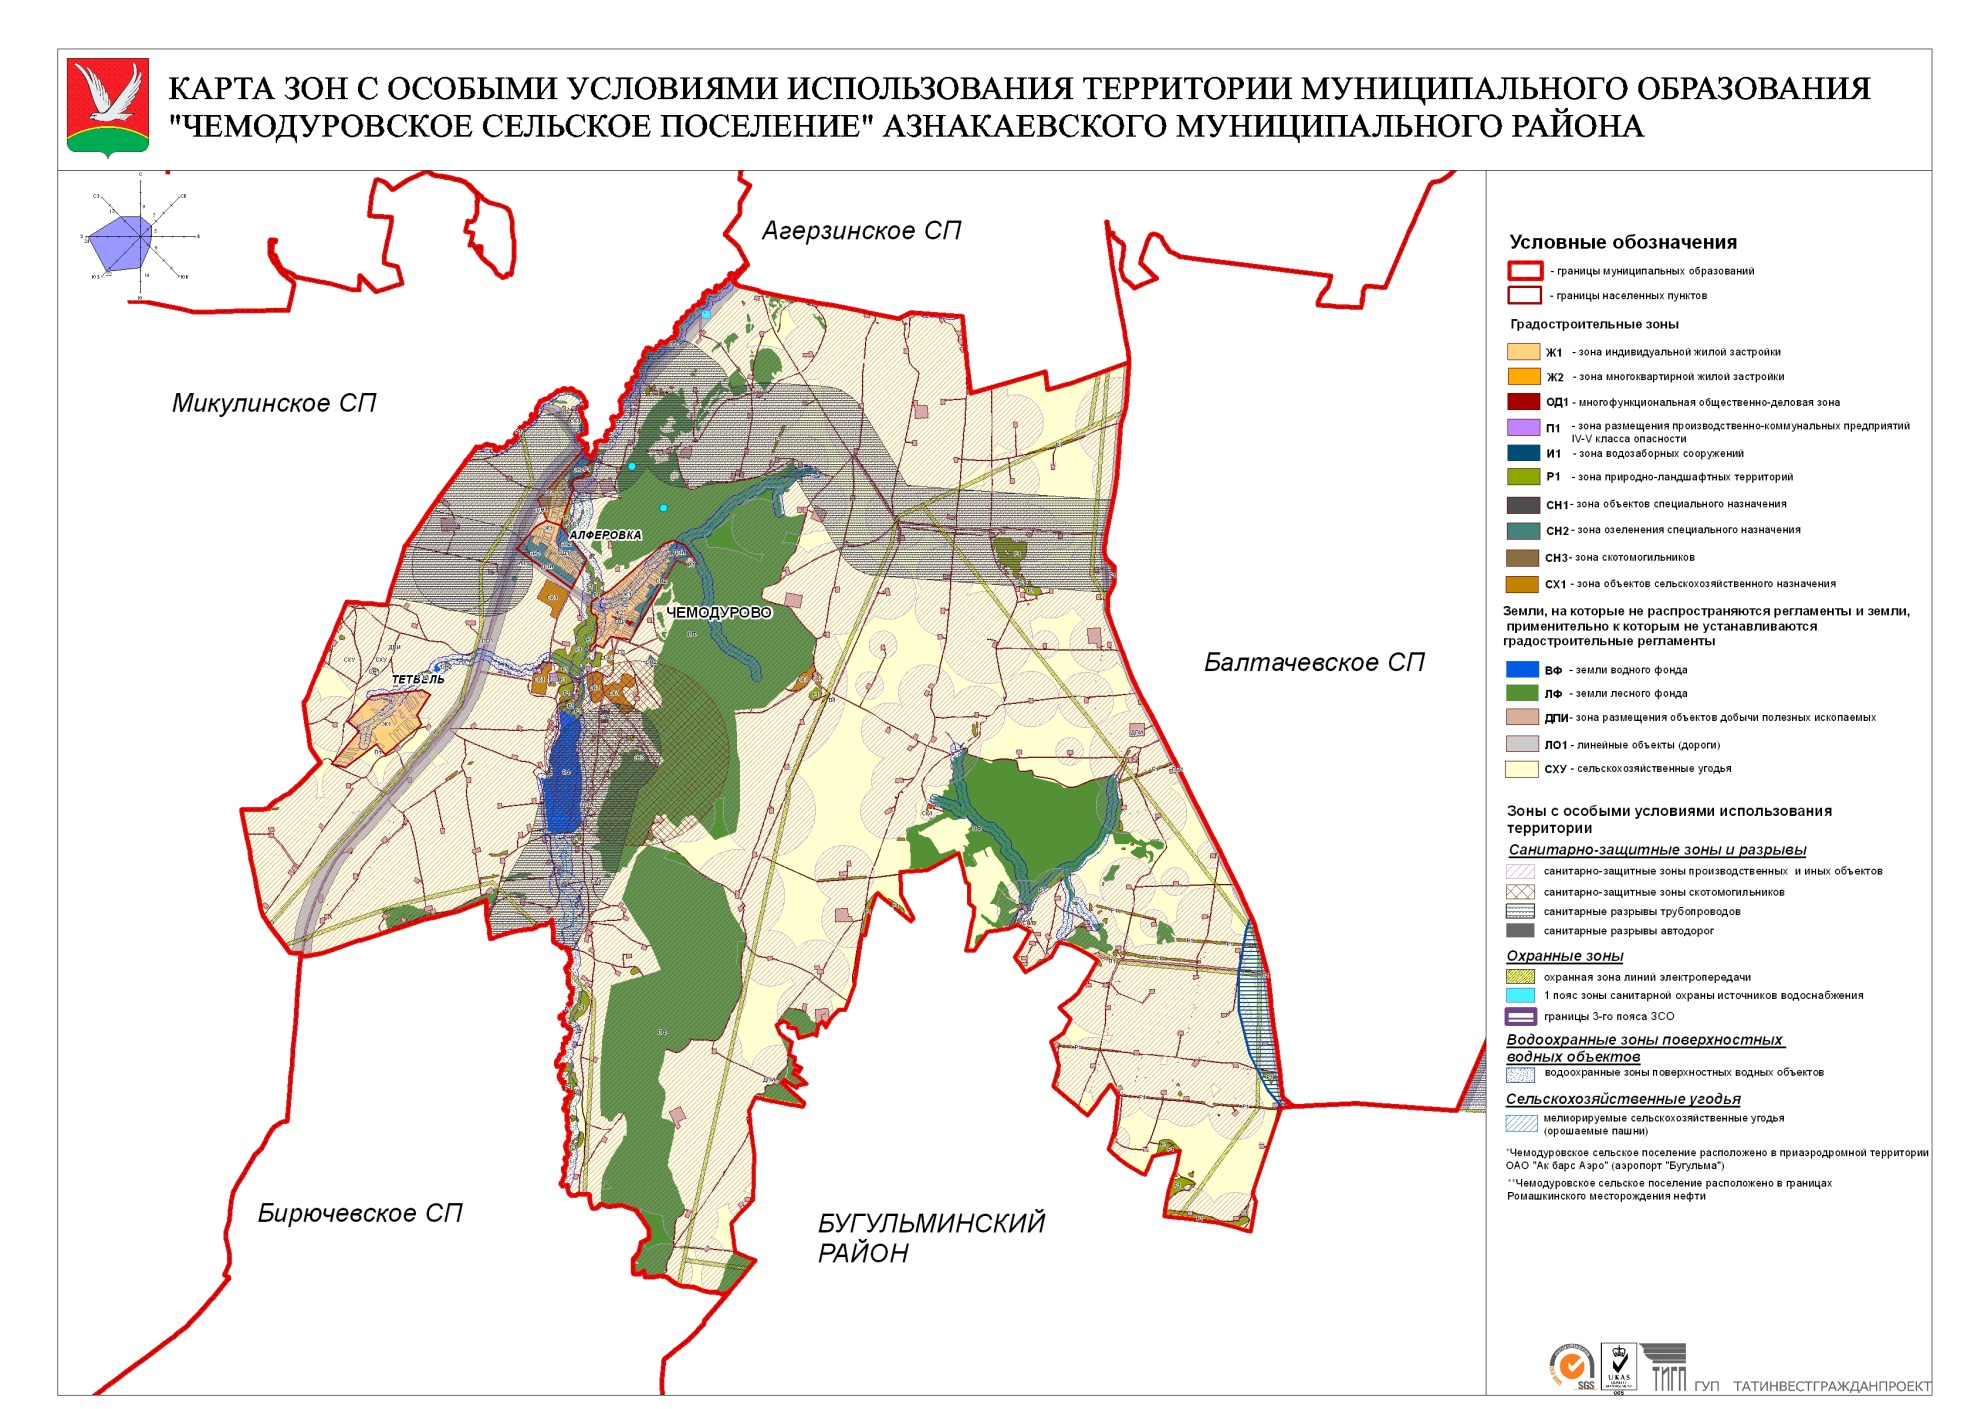 КАРТА ЗОН С ОСОБЫМИ УСЛОВИЯМИ ИСПОЛЬЗОВАНИЯ ТЕРРИТОРИИ МУНИЦИПАЛЬНОГО ОБРАЗОВАНИЯ
"ЧЕМОДУРОВСКОЕ СЕЛЬСКОЕ ПОСЕЛЕНИЕ" АЗНАКАЕВСКОГО МУНИЦИПАЛЬНОГО РАЙОНА
Агерзинское СП
Микулинское СП
АЛФЕРОВКА
ЧЕМОДУРОВО
ТЕТВЕЛЬ
Балтачевское СП
Бирючевское СП
БУГУЛЬМИНСКИЙ
РАЙОН
Условные обозначения
- границы муниципальных образований
- границы населенных пунктов
Градостроительные зоны
Ж1 - зона индивидуальной жилой застройки
Ж2 - зона многоквартирной жилой застройки
ОД1 - многофункциональная общественно-деловая зона
П1 - зона размещения производственно-коммунальных предприятий
IV-V класса опасности
И1 - зона водозаборных сооружений
Р1 - зона природно-ландшафтных территорий
СН1 - зона объектов специального назначения
СН2 - зона озеленения специального назначения
СН3 - зона скотомогильников
СХ1 - зона объектов сельскохозяйственного назначения
Земли, на которые не распространяются регламенты и земли,
применительно к которым не устанавливаются
градостроительные регламенты
ВФ - земли водного фонда
ЛФ - земли лесного фонда
ДПИ - зона размещения объектов добычи полезных ископаемых
ЛО1 - линейные объекты (дороги)
СХУ - сельскохозяйственные угодья
Зоны с особыми условиями использования
территории
Санитарно-защитные зоны и разрывы
санитарно-защитные зоны производственных и иных объектов
санитарно-защитные зоны скотомогильников
санитарные разрывы трубопроводов
санитарные разрывы автодорог
Охранные зоны
охранная зона линий электропередачи
1 пояс зоны санитарной охраны источников водоснабжения
границы 3-го пояса ЗСО
Водоохранные зоны поверхностных
водных объектов
водоохранные зоны поверхностных водных объектов
Сельскохозяйственные угодья
мелиорируемые сельскохозяйственные угодья
(орошаемые пашни)
*Чемодуровское сельское поселение расположено в приаэродромной территории
ОАО "Ак барс Аэро" (аэропорт "Бугульма")
**Чемодуровское сельское поселение расположено в границах
Ромашкинского месторождения нефти
SGS
UKAS
005
ТИГП
ГУП ТАТИНВЕСТГРАЖДАНПРОЕКТ